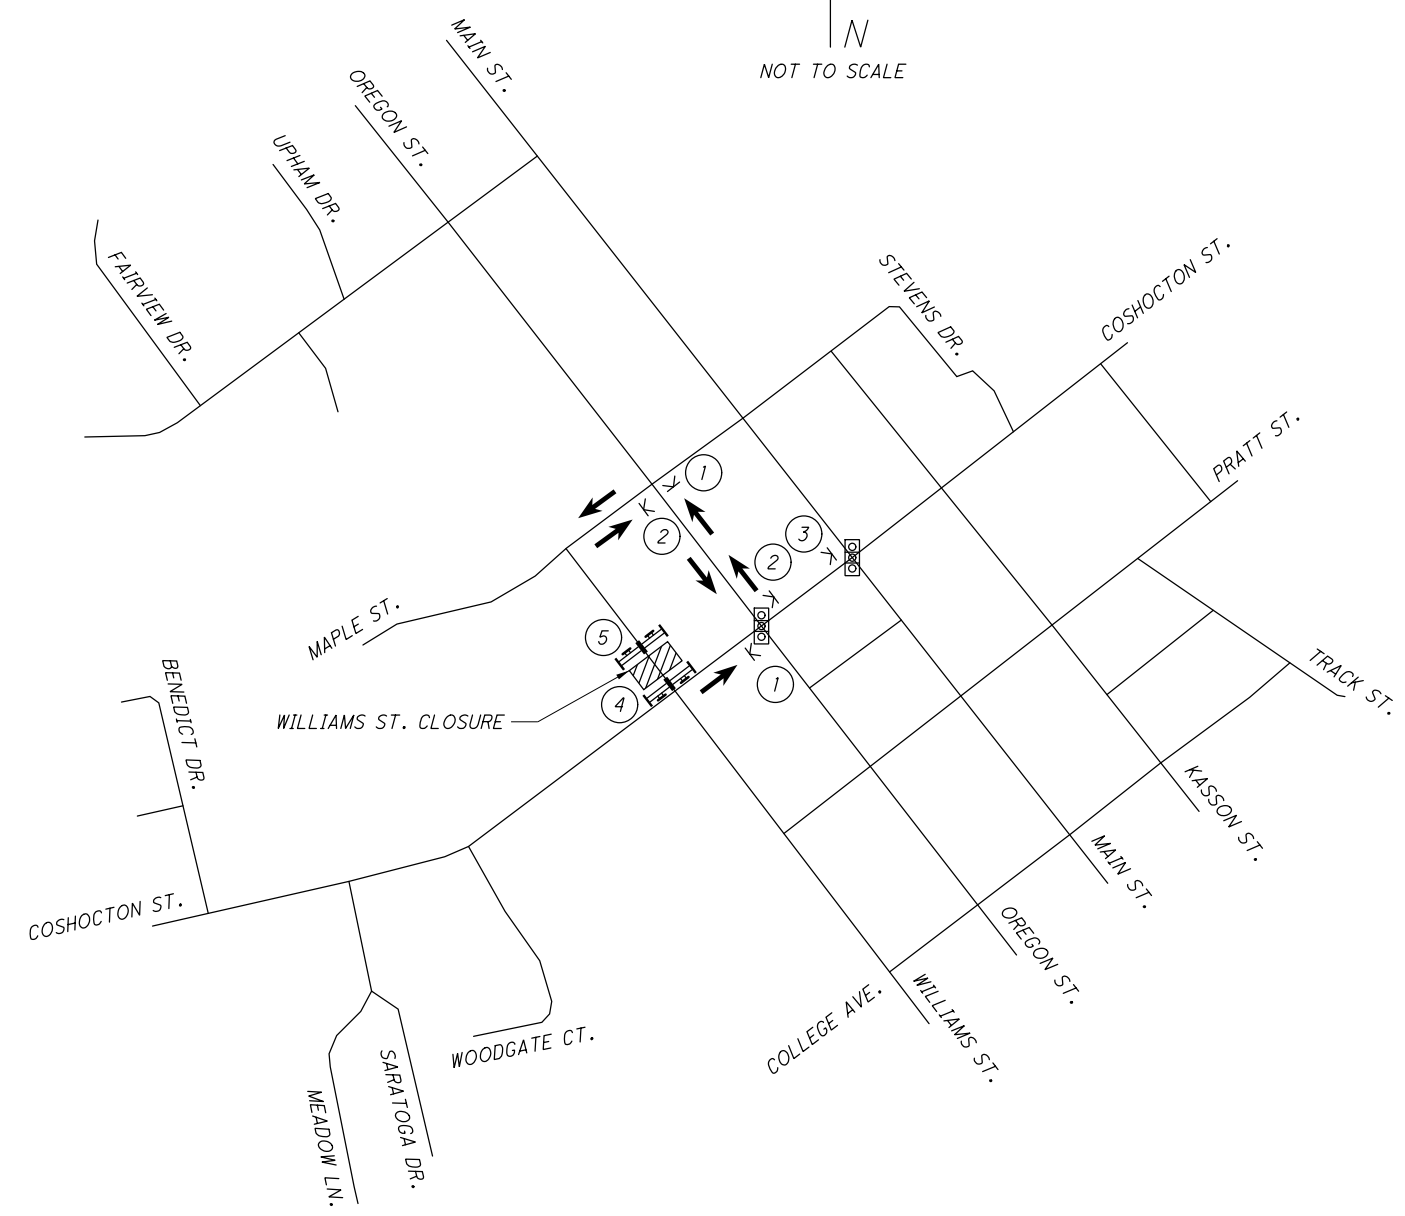 N
NOT TO SCALE
MAIN ST.
OREGON ST.
UPHAM DR.
FAIRVIEW DR.
STEVENS DR.
COSHOCTON ST.
PRATT ST.
1
2
3
2
MAPLE ST.
5
4
1
WILLIAMS ST. CLOSURE
BENEDICT DR.
TRACK ST.
KASSON ST.
MAIN ST.
OREGON ST.
WILLIAMS ST.
COLLEGE AVE.
COSHOCTON ST.
WOODGATE CT.
SARATOGA DR.
MEADOW LN.